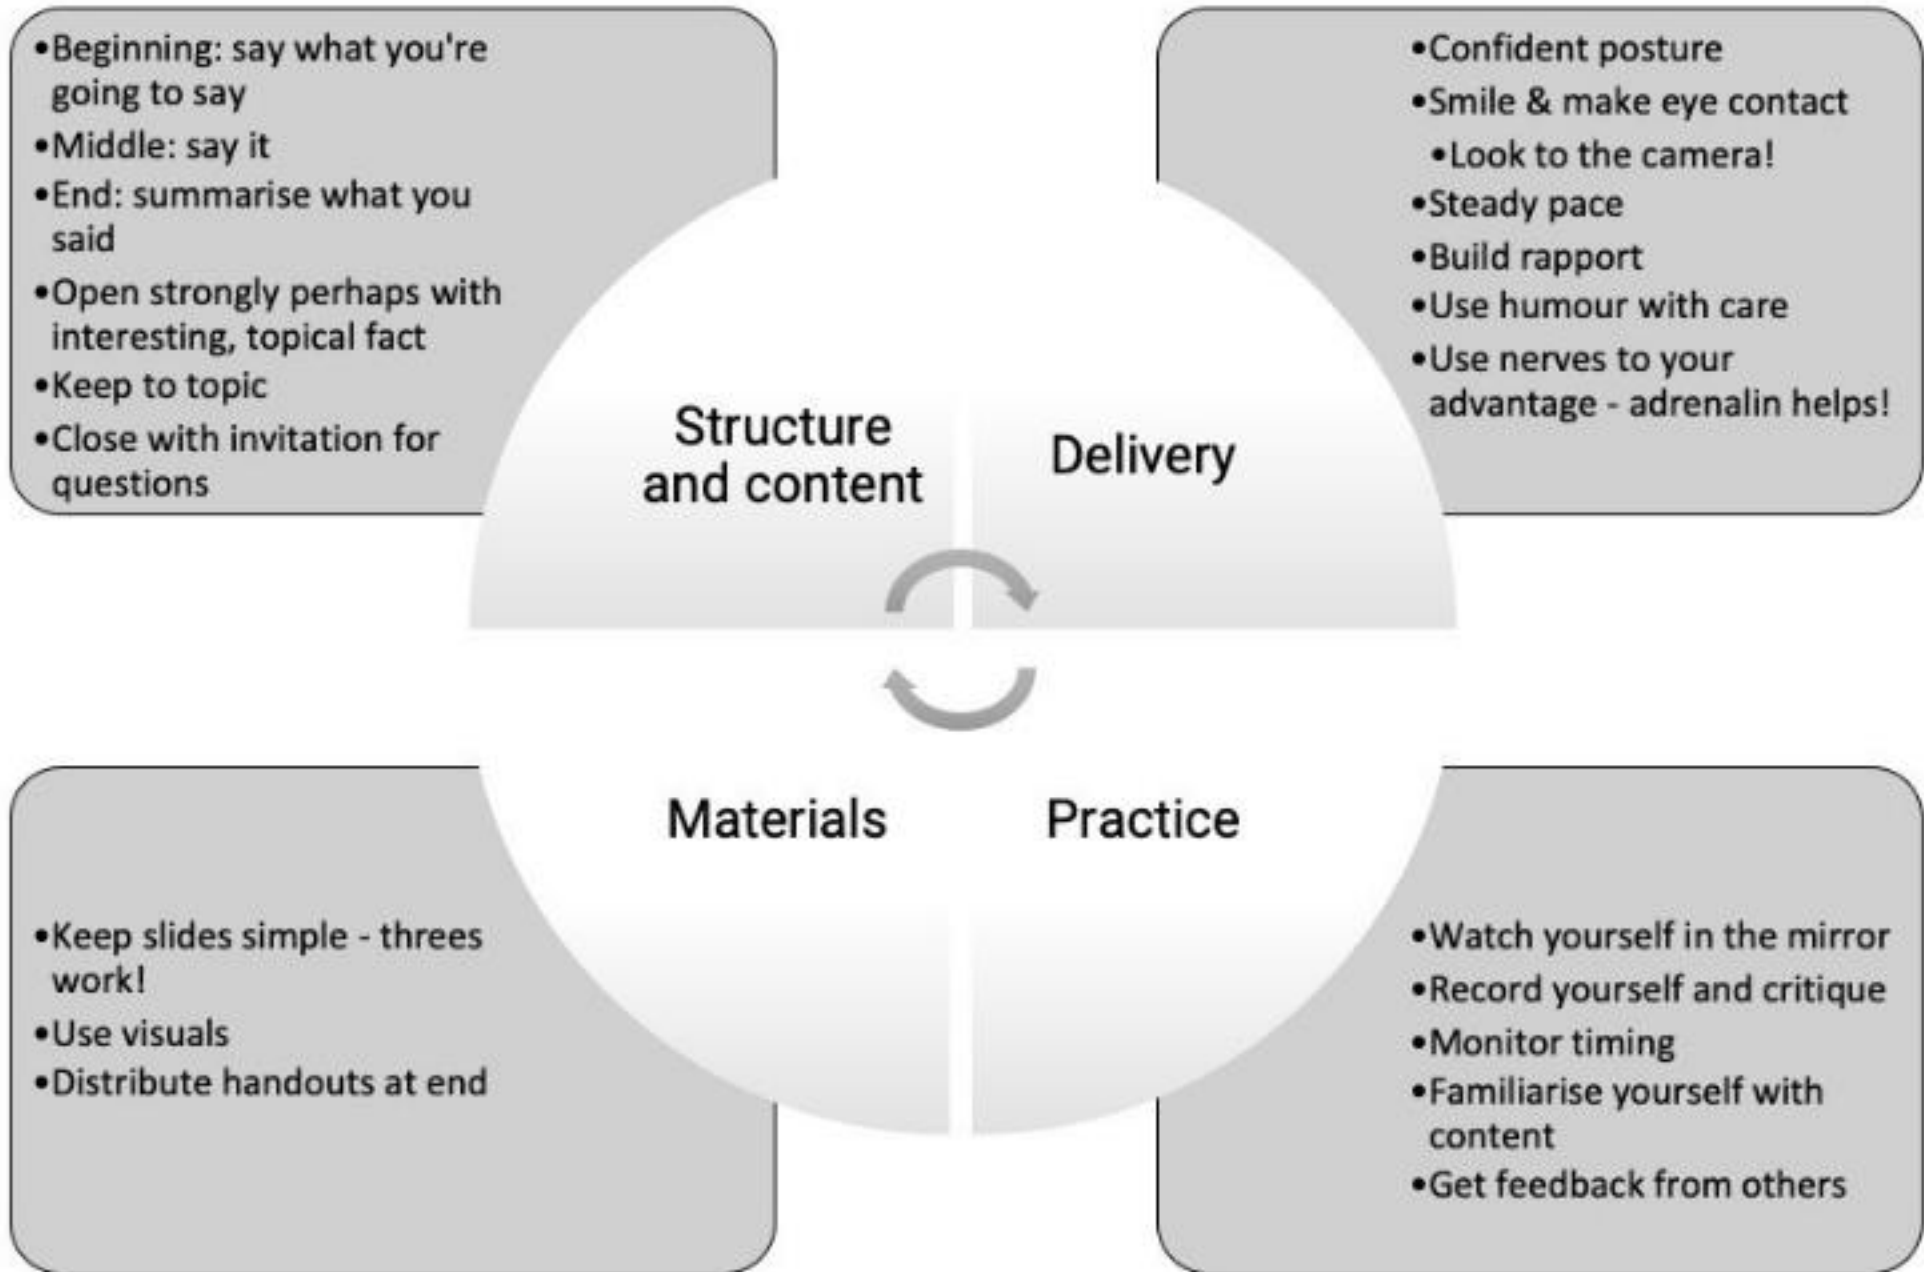 •Beginning: say what you're
going to say
•Middle: say it
•End: summarise what you
said
•Open strongly perhaps with
interesting, topical fact
•Keep to topic
•Close with invitation for
questions
Structure
and content
•Confident posture
•Smile & make eye contact
•Look to the camera!
•Steady pace
•Build rapport
•Use humour with care
•Use nerves to your
advantage - adrenalin helps!
Delivery
Materials
•Keep slides simple - threes
work!
•Use visuals
•Distribute handouts at end
Practice
•Watch yourself in the mirror
•Record yourself and critique
•Monitor timing
•Familiarise yourself with
content
•Get feedback from others